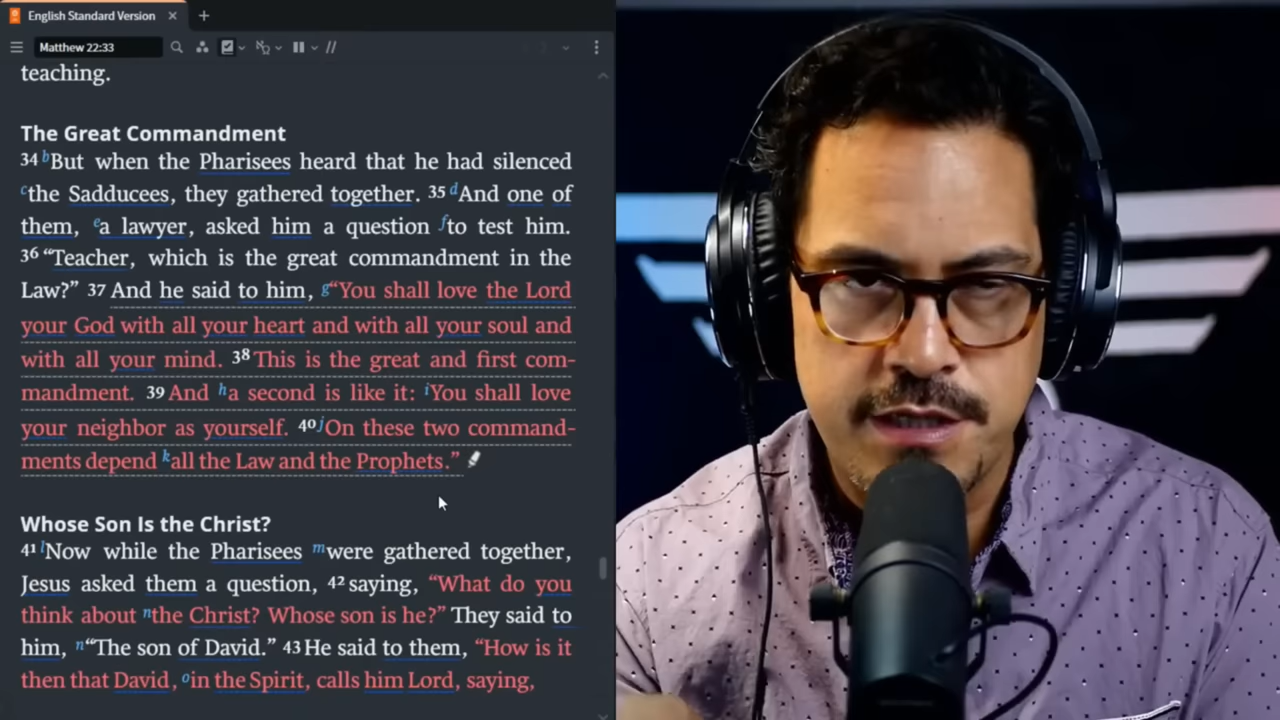 English Standard Version
Matthew 22:33
teaching.
The Great Commandment
34 b But when the Pharisees heard that he had silenced
c the Sadducees, they gathered together. 35 d And one of
them, e a lawyer, asked him a question f to test him.
36 “Teacher, which is the great commandment in the
Law?” 37 And he said to him, g “You shall love the Lord
your God with all your heart and with all your soul and
with all your mind. 38 This is the great and first com-
mandment. 39 And h a second is like it: i You shall love
your neighbor as yourself. 40 j On these two command-
ments depend k all the Law and the Prophets.”
Whose Son Is the Christ?
41 l Now while the Pharisees m were gathered together,
Jesus asked them a question, 42 saying, “What do you
think about n the Christ? Whose son is he?” They said to
him, n “The son of David.” 43 He said to them, “How is it
then that David, o in the Spirit, calls him Lord, saying,